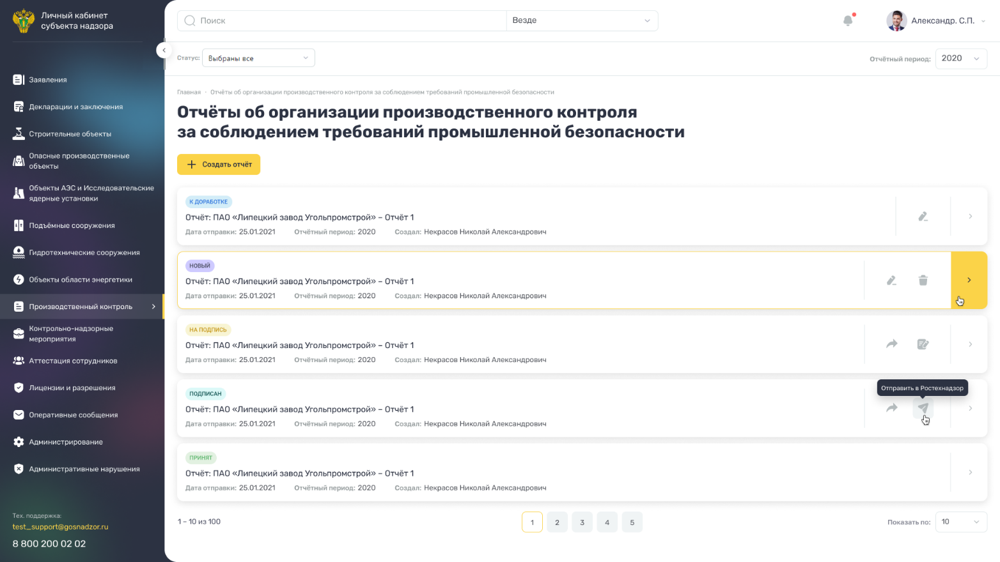 Личный кабинет
субъекта надзора
Заявления
Декларации и заключения
Строительные объекты
Опасные производственные
объекты
Объекты АЭС и Исследовательские
ядерные установки
Подъёмные сооружения
Гидротехнические сооружения
Объекты области энергетики
Производственный контроль
Контрольно-надзорные
мероприятия
Аттестация сотрудников
Лицензии и разрешения
Оперативные сообщения
Администрирование
Административные нарушения
Тех. поддержка:
test_support@gosnadzor.ru
8 800 200 02 02
Поиск
Везде
Александр. С.П.
Статус: Выбраны все
Отчётный период: 2020
Главная · Отчёты об организации производственного контроля за соблюдением требований промышленной безопасности
Отчёты об организации производственного контроля
за соблюдением требований промышленной безопасности
Создать отчёт
К ДОРАБОТКЕ
Отчёт: ПАО «Липецкий завод Угольпромстрой» – Отчёт 1
Дата отправки: 25.01.2021 Отчётный период: 2020 Создал: Некрасов Николай Александрович
НОВЫЙ
Отчёт: ПАО «Липецкий завод Угольпромстрой» – Отчёт 1
Дата отправки: 25.01.2021 Отчётный период: 2020 Создал: Некрасов Николай Александрович
НА ПОДПИСЬ
Отчёт: ПАО «Липецкий завод Угольпромстрой» – Отчёт 1
Дата отправки: 25.01.2021 Отчётный период: 2020 Создал: Некрасов Николай Александрович
ПОДПИСАН
Отправить в Ростехнадзор
Отчёт: ПАО «Липецкий завод Угольпромстрой» – Отчёт 1
Дата отправки: 25.01.2021 Отчётный период: 2020 Создал: Некрасов Николай Александрович
ПРИНЯТ
Отчёт: ПАО «Липецкий завод Угольпромстрой» – Отчёт 1
Дата отправки: 25.01.2021 Отчётный период: 2020 Создал: Некрасов Николай Александрович
1 – 10 из 100
1 2 3 4 5
Показать по: 10